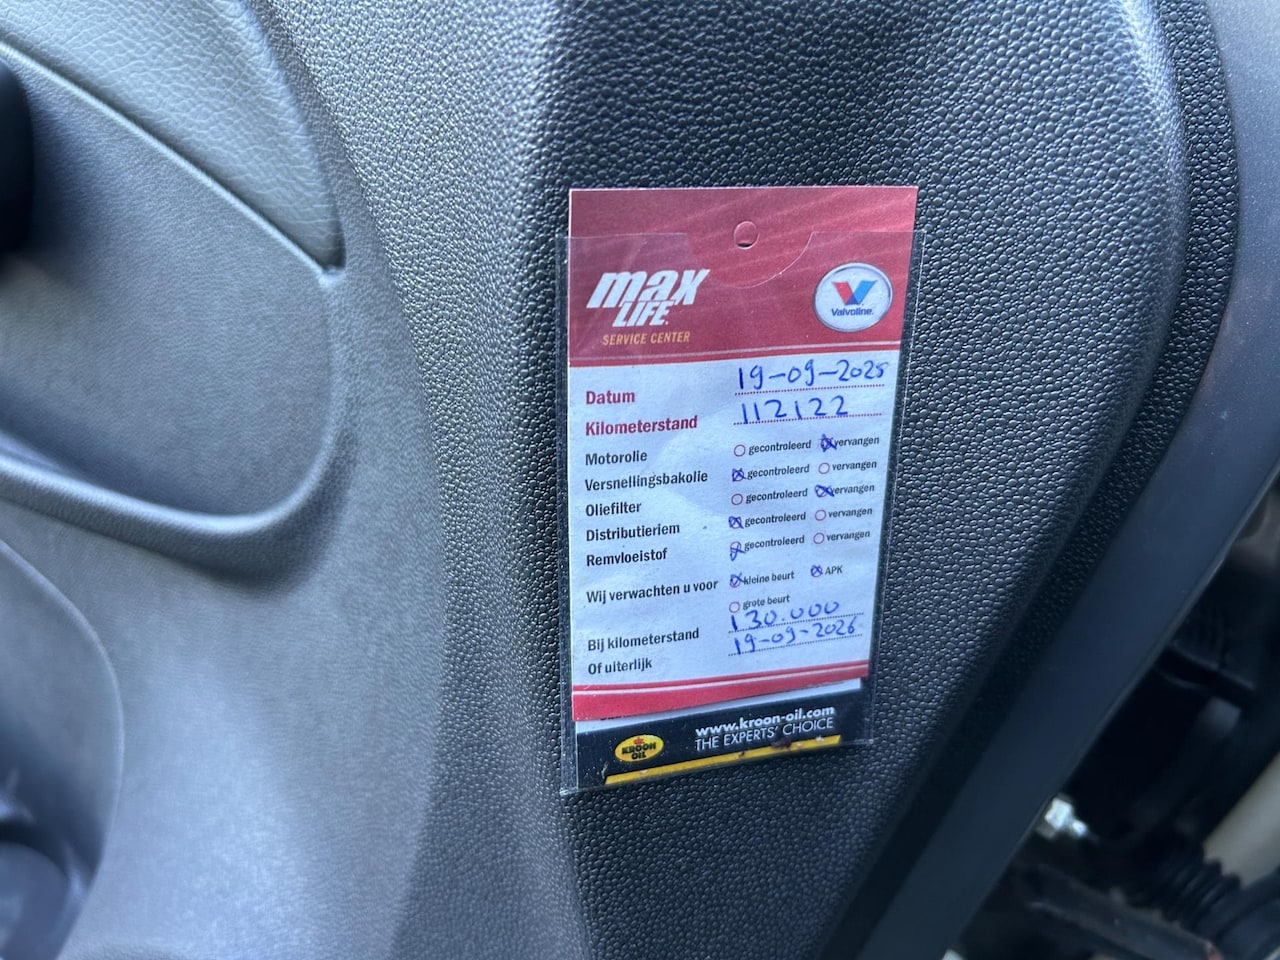 max
LIFE
SERVICE CENTER
Valvoline
Datum 19-09-2025
Kilometerstand 112122
Motorolie gecontroleerd vervangen
Versnellingsbakolie gecontroleerd vervangen
Oliefilter gecontroleerd vervangen
Distributieriem gecontroleerd vervangen
Remvloeistof gecontroleerd vervangen
Wij verwachten u voor kleine beurt APK
grote beurt
Bij kilometerstand 130.000
Of uiterlijk 19-09-2026
KROON
OIL
www.kroon-oil.com
THE EXPERTS' CHOICE